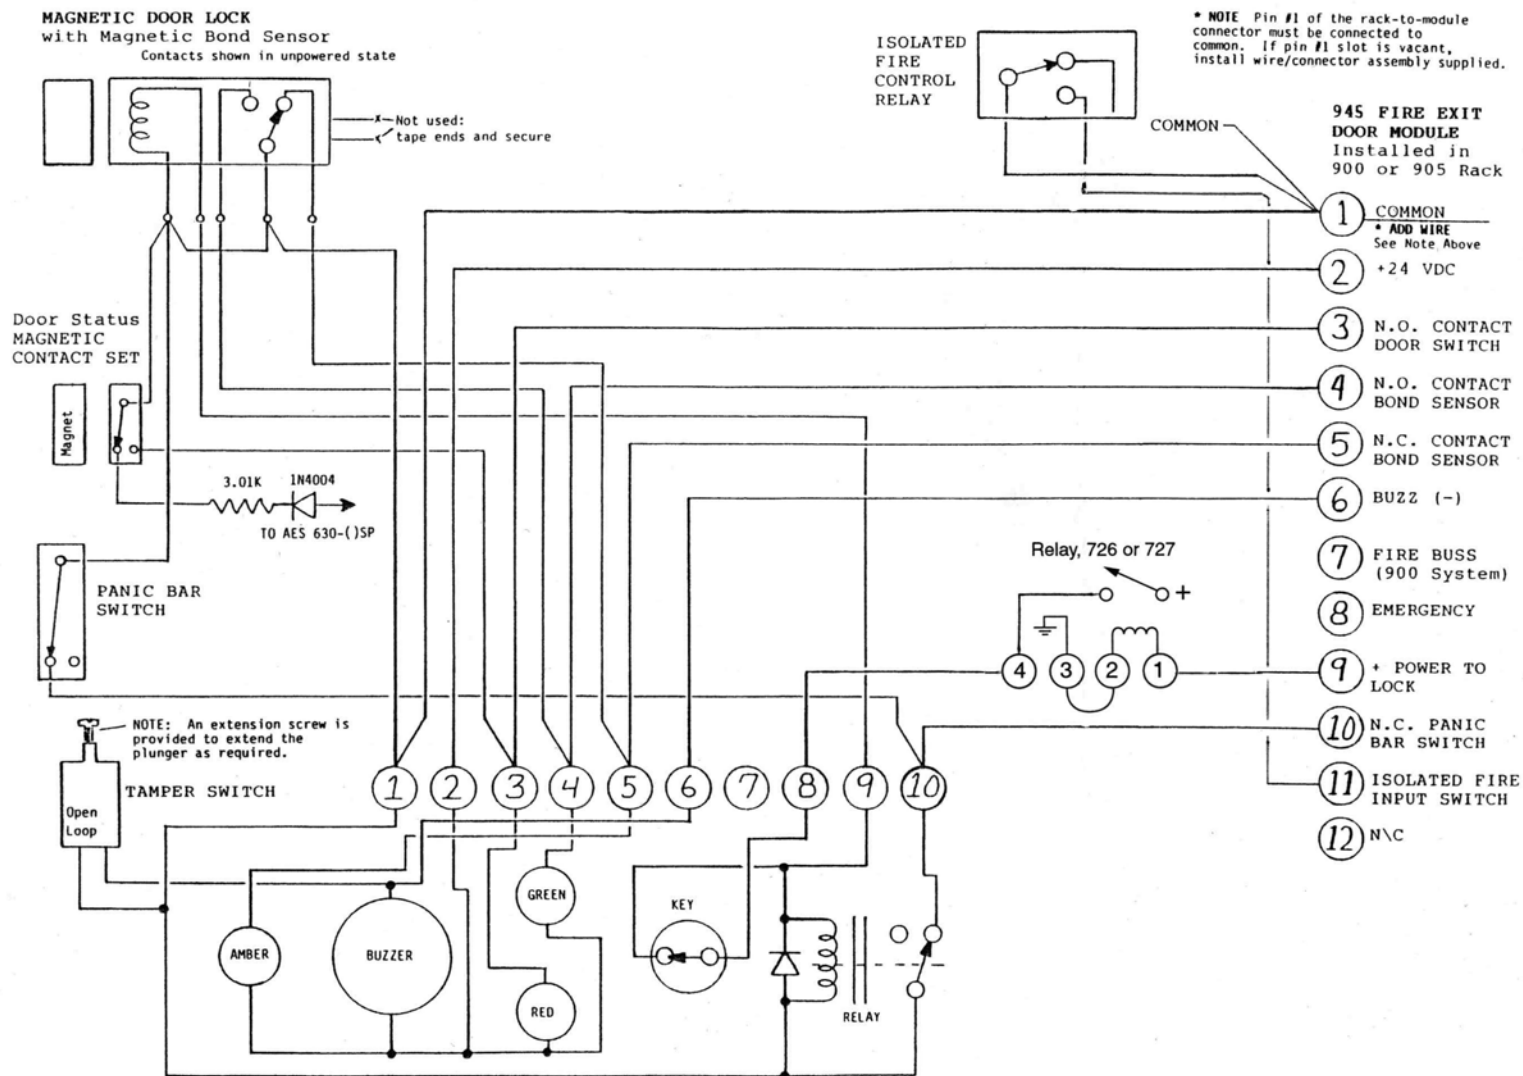 MAGNETIC DOOR LOCK
with Magnetic Bond Sensor
Contacts shown in unpowered state
Not used:
tape ends and secure
ISOLATED
FIRE
CONTROL
RELAY
* NOTE Pin #1 of the rack-to-module
connector must be connected to
common. If pin #1 slot is vacant,
install wire/connector assembly supplied.
COMMON
945 FIRE EXIT
DOOR MODULE
Installed in
900 or 905 Rack
1 COMMON
* ADD WIRE
See Note Above
2 +24 VDC
3 N.O. CONTACT
DOOR SWITCH
4 N.O. CONTACT
BOND SENSOR
5 N.C. CONTACT
BOND SENSOR
6 BUZZ (-)
7 FIRE BUSS
(900 System)
8 EMERGENCY
9 + POWER TO
LOCK
10 N.C. PANIC
BAR SWITCH
11 ISOLATED FIRE
INPUT SWITCH
12 N\C
Door Status
MAGNETIC
CONTACT SET
Magnet
3.01K 1N4004
TO AES 630-()SP
PANIC BAR
SWITCH
Relay, 726 or 727
+
4 3 2 1
NOTE: An extension screw is
provided to extend the
plunger as required.
TAMPER SWITCH
Open
Loop
1 2 3 4 5 6 7 8 9 10
AMBER
BUZZER
GREEN
RED
KEY
RELAY